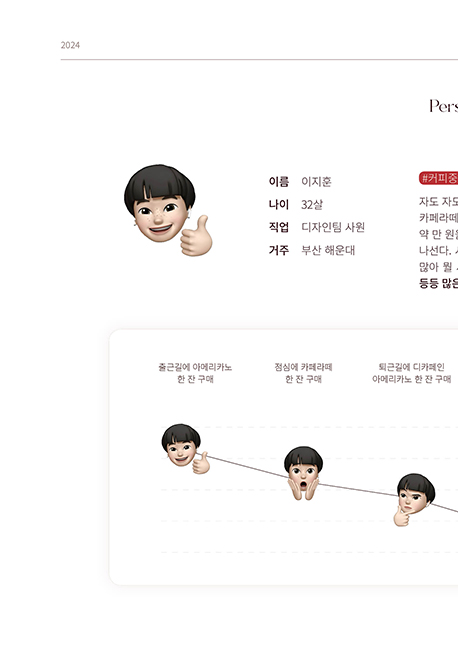 2024
Pers
이름 이지훈
나이 32살
직업 디자인팀 사원
거주 부산 해운대
#커피중
자도 자도
카페라떼
약 만 원을
나선다.
많아 뭘
등등 많은
출근길에 아메리카노
한 잔 구매
점심에 카페라떼
한 잔 구매
퇴근길에 디카페인
아메리카노 한 잔 구매